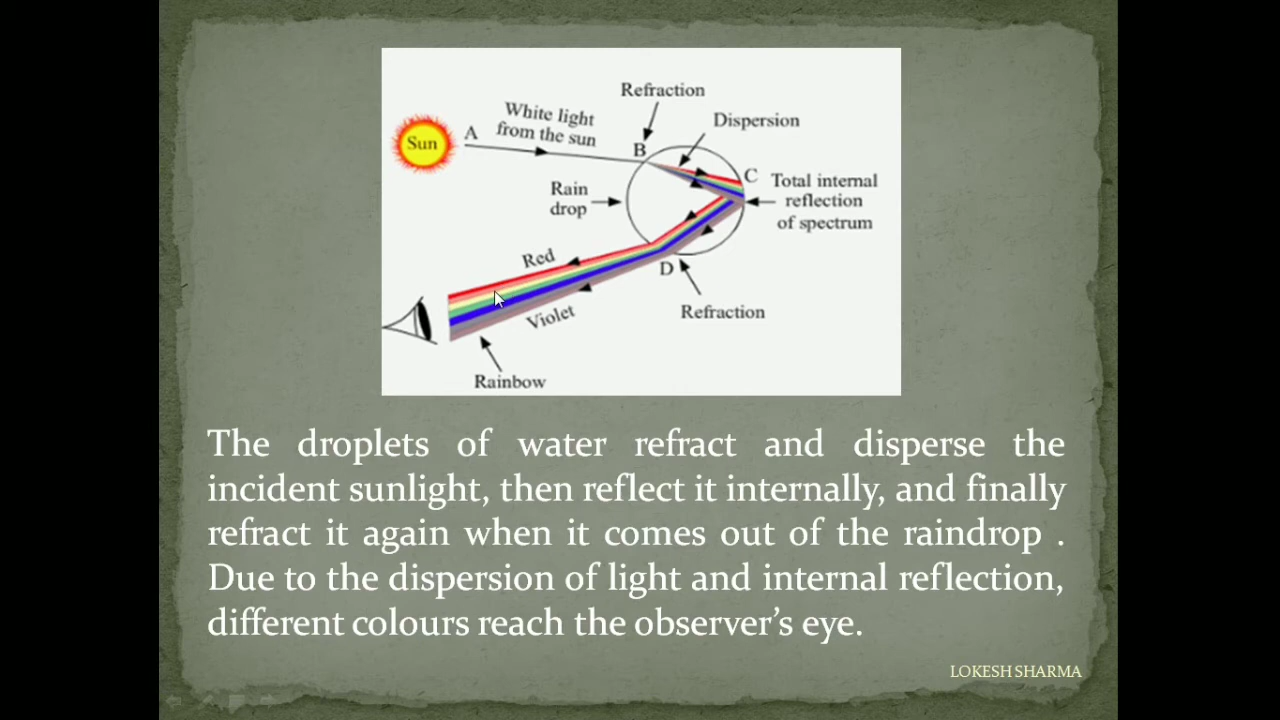 Refraction
White light
from the sun
Dispersion
Sun
A
B
C
Total internal
reflection
of spectrum
Rain
drop
Red
D
Violet
Refraction
Rainbow
The droplets of water refract and disperse the
incident sunlight, then reflect it internally, and finally
refract it again when it comes out of the raindrop .
Due to the dispersion of light and internal reflection,
different colours reach the observer’s eye.
LOKESH SHARMA